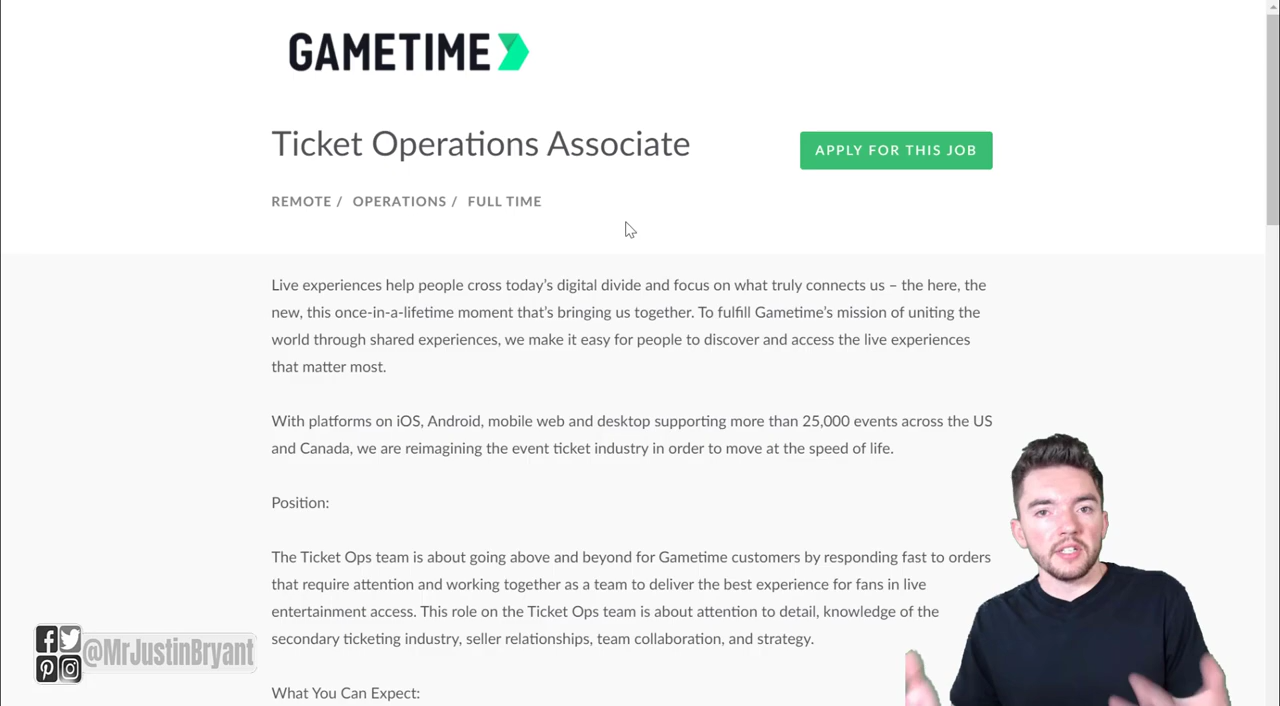 GAMETIME
Ticket Operations Associate
APPLY FOR THIS JOB
REMOTE / OPERATIONS / FULL TIME
Live experiences help people cross today's digital divide and focus on what truly connects us – the here, the
new, this once-in-a-lifetime moment that's bringing us together. To fulfill Gametime's mission of uniting the
world through shared experiences, we make it easy for people to discover and access the live experiences
that matter most.
With platforms on iOS, Android, mobile web and desktop supporting more than 25,000 events across the US
and Canada, we are reimagining the event ticket industry in order to move at the speed of life.
Position:
The Ticket Ops team is about going above and beyond for Gametime customers by responding fast to orders
that require attention and working together as a team to deliver the best experience for fans in live
entertainment access. This role on the Ticket Ops team is about attention to detail, knowledge of the
secondary ticketing industry, seller relationships, team collaboration, and strategy.
@MrJustinBryant
What You Can Expect: